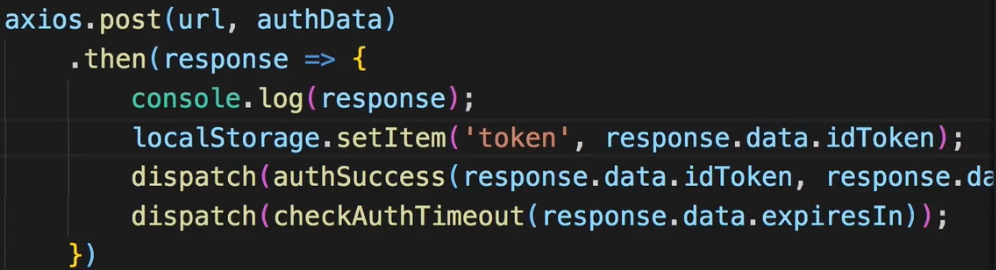 axios.post(url, authData)
.then(response => {
console.log(response);
localStorage.setItem('token', response.data.idToken);
dispatch(authSuccess(response.data.idToken, response.da
dispatch(checkAuthTimeout(response.data.expiresIn));
})